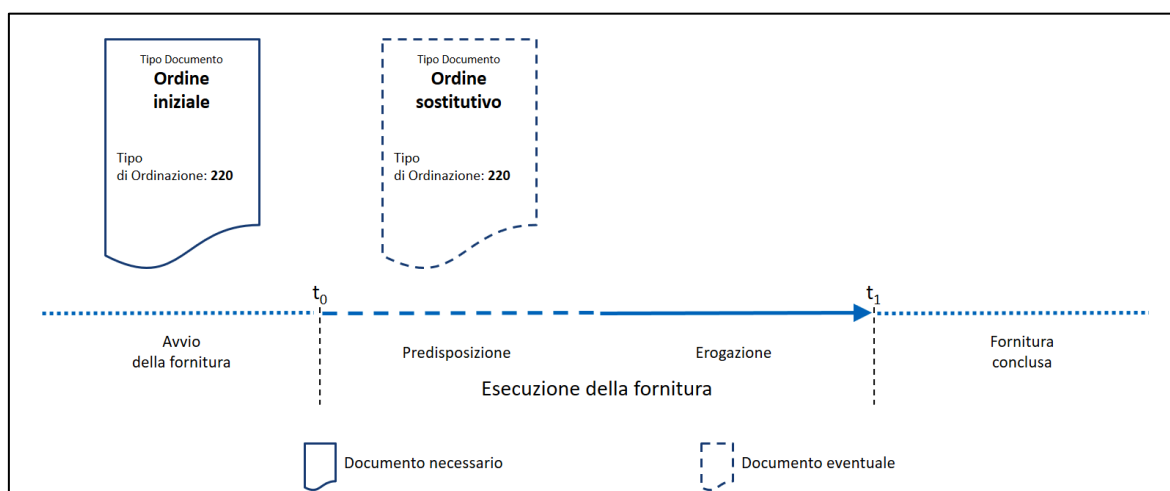 Tipo Documento
Ordine
iniziale
Tipo
di Ordinazione: 220
Tipo Documento
Ordine
sostitutivo
Tipo
di Ordinazione: 220
t0
t1
Avvio
della fornitura
Predisposizione
Erogazione
Fornitura
conclusa
Esecuzione della fornitura
Documento necessario
Documento eventuale